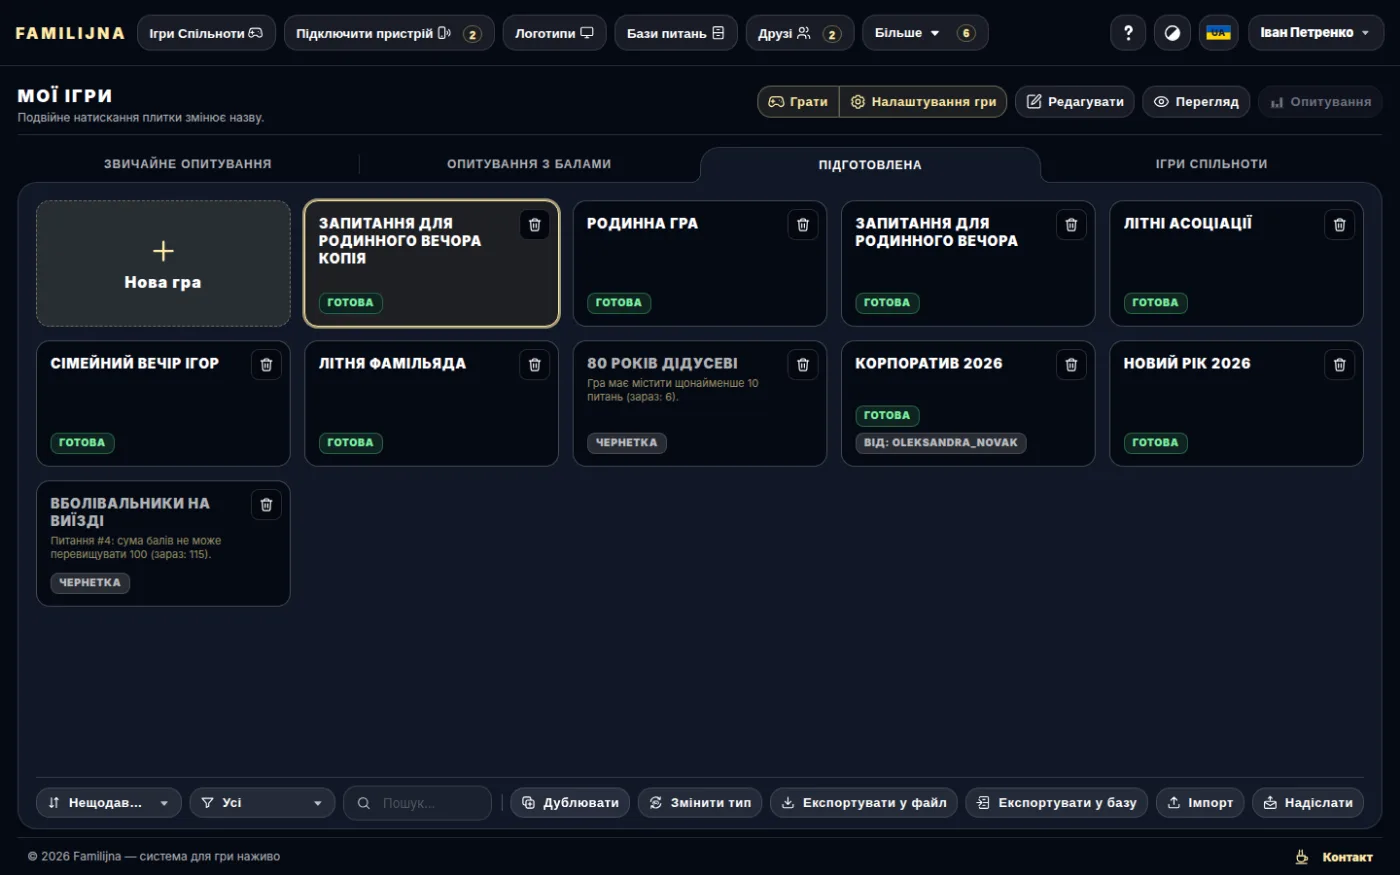 FAMILIJNA
Ігри Спільноти
Підключити пристрій 2
Логотипи
Бази питань
Друзі 2
Більше 6
?
UA
Іван Петренко
МОЇ ІГРИ
Подвійне натискання плитки змінює назву.
Грати
Налаштування гри
Редагувати
Перегляд
Опитування
ЗВИЧАЙНЕ ОПИТУВАННЯ
ОПИТУВАННЯ З БАЛАМИ
ПІДГОТОВЛЕНА
ІГРИ СПІЛЬНОТИ
Нова гра
ЗАПИТАННЯ ДЛЯ
РОДИННОГО ВЕЧОРА
КОПІЯ
ГОТОВА
РОДИННА ГРА
ГОТОВА
ЗАПИТАННЯ ДЛЯ
РОДИННОГО ВЕЧОРА
ГОТОВА
ЛІТНІ АСОЦІАЦІЇ
ГОТОВА
СІМЕЙНИЙ ВЕЧІР ІГОР
ГОТОВА
ЛІТНЯ ФАМІЛЬЯДА
ГОТОВА
80 РОКІВ ДІДУСЕВІ
Гра має містити щонайменше 10
питань (зараз: 6).
ЧЕРНЕТКА
КОРПОРАТИВ 2026
ГОТОВА
ВІД: OLEKSANDRA_NOVAK
НОВИЙ РІК 2026
ГОТОВА
ВБОЛІВАЛЬНИКИ НА
ВИЇЗДІ
Питання #4: сума балів не може
перевищувати 100 (зараз: 115).
ЧЕРНЕТКА
Нещодав...
Усі
Пошук...
Дублювати
Змінити тип
Експортувати у файл
Експортувати у базу
Імпорт
Надіслати
© 2026 Familijna — система для гри наживо
Контакт